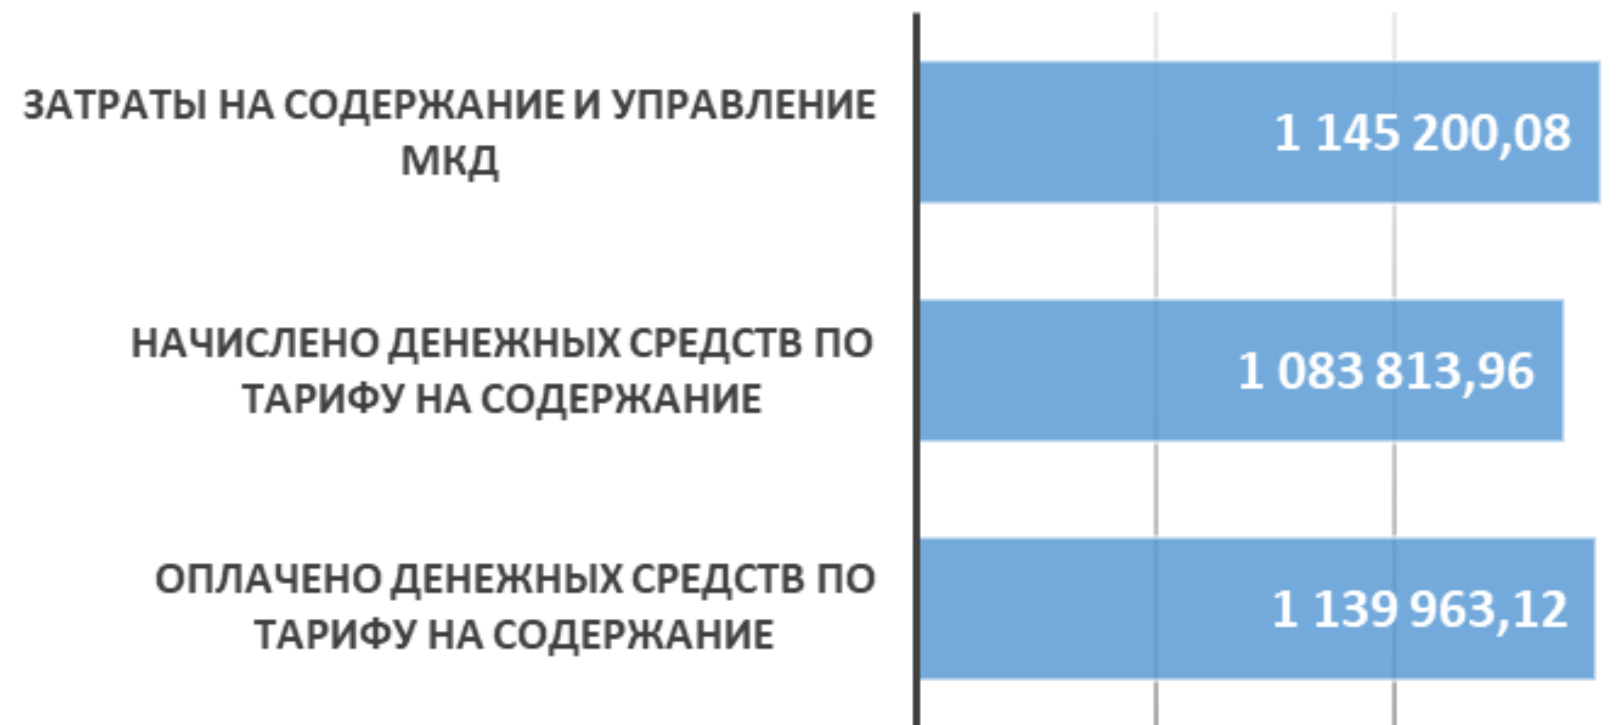 ЗАТРАТЫ НА СОДЕРЖАНИЕ И УПРАВЛЕНИЕ
МКД
1 145 200,08
НАЧИСЛЕНО ДЕНЕЖНЫХ СРЕДСТВ ПО
ТАРИФУ НА СОДЕРЖАНИЕ
1 083 813,96
ОПЛАЧЕНО ДЕНЕЖНЫХ СРЕДСТВ ПО
ТАРИФУ НА СОДЕРЖАНИЕ
1 139 963,12